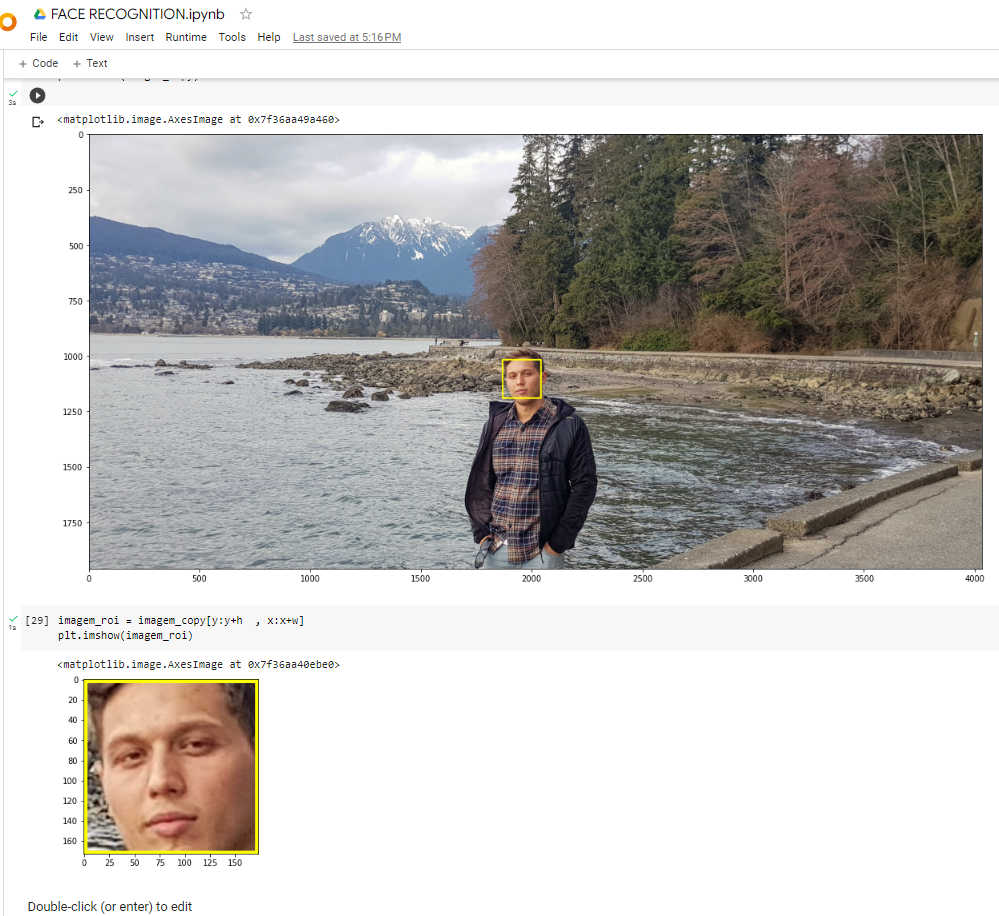 FACE RECOGNITION.ipynb
File Edit View Insert Runtime Tools Help Last saved at 5:16 PM
+ Code + Text
3s
<matplotlib.image.AxesImage at 0x7f36aa49a460>
0
250
500
750
1000
1250
1500
1750
0 500 1000 1500 2000 2500 3000 3500 4000
1s
[29] imagem_roi = imagem_copy[y:y+h , x:x+w]
plt.imshow(imagem_roi)
<matplotlib.image.AxesImage at 0x7f36aa40ebe0>
0
20
40
60
80
100
120
140
160
0 25 50 75 100 125 150
Double-click (or enter) to edit